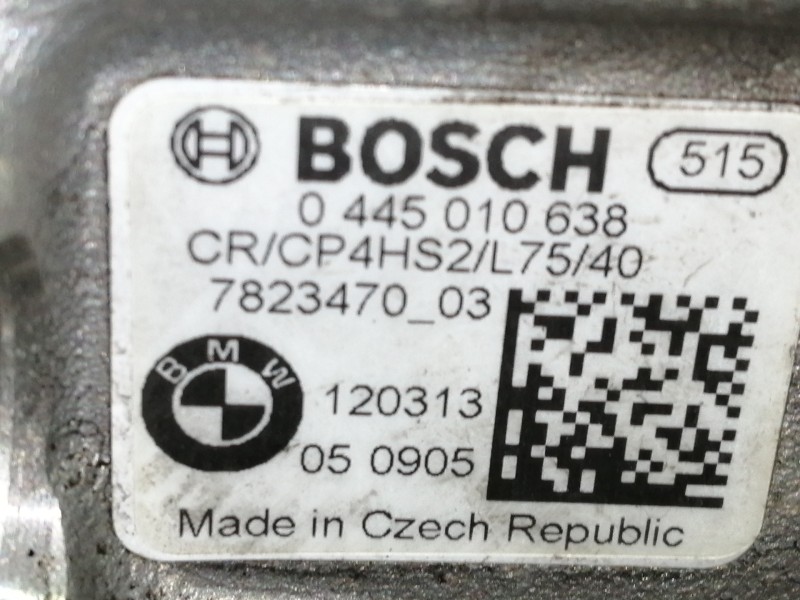 BOSCH 515
0 445 010 638
CR/CP4HS2/L75/40
7823470_03
BMW
120313
05 0905
Made in Czech Republic